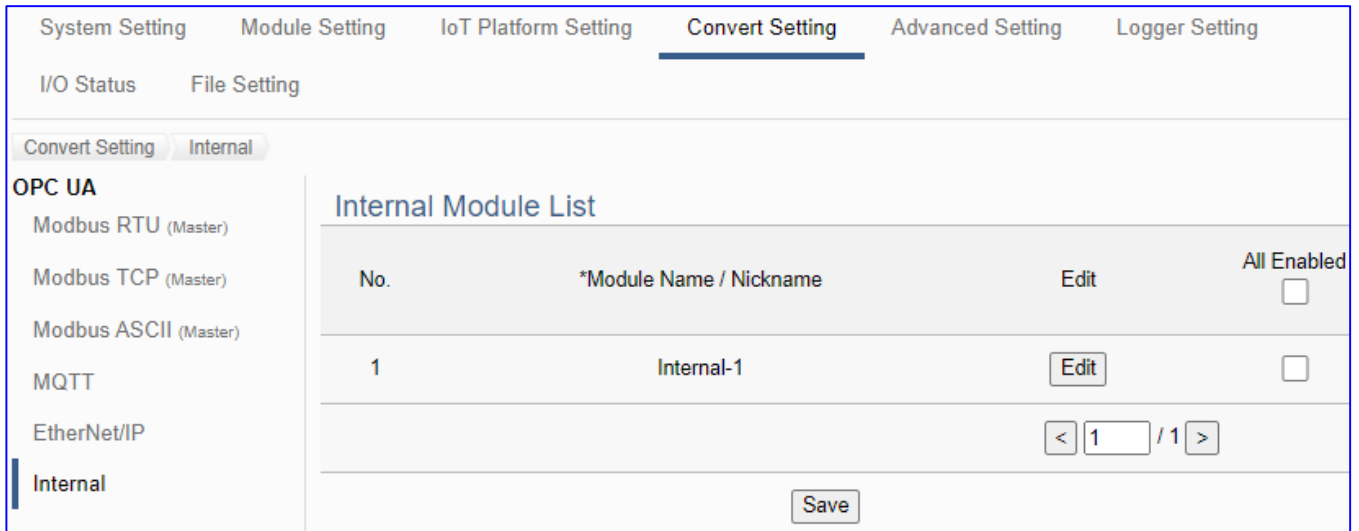 System Setting Module Setting IoT Platform Setting Convert Setting Advanced Setting Logger Setting
I/O Status File Setting
Convert Setting Internal
OPC UA
Modbus RTU (Master)
Modbus TCP (Master)
Modbus ASCII (Master)
MQTT
EtherNet/IP
Internal
Internal Module List
No. *Module Name / Nickname Edit All Enabled
1 Internal-1 Edit
< 1 / 1 >
Save